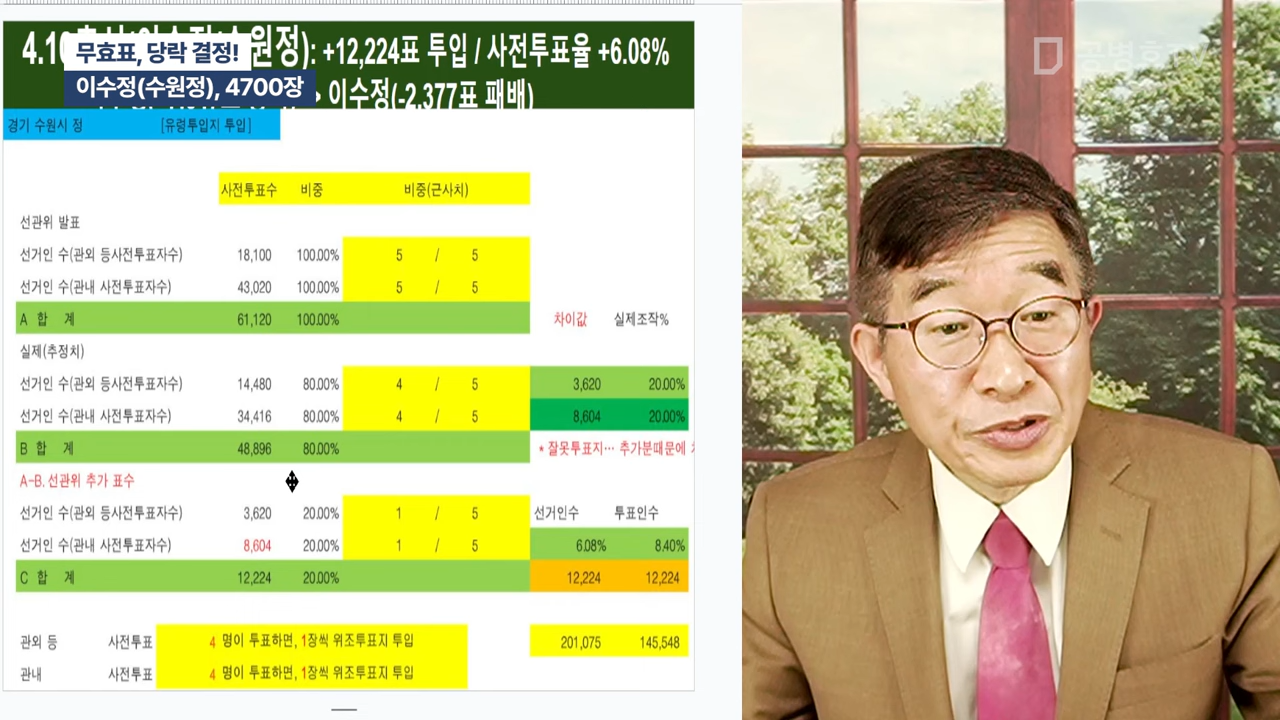 4.10 수원정): +12,224표 투입 / 사전투표율 +6.08%
무효표, 당락 결정!
이수정(수원정), 4700장
이수정(-2,377표 패배)
공병호TV
경기 수원시 정 [유령투입지 투입]
사전투표수 비중 비중(근사치)
선관위 발표
선거인 수(관외 등사전투표자수) 18,100 100.00% 5 / 5
선거인 수(관내 사전투표자수) 43,020 100.00% 5 / 5
A 합 계 61,120 100.00% 차이값 실제조작%
실제(추정치)
선거인 수(관외 등사전투표자수) 14,480 80.00% 4 / 5 3,620 20.00%
선거인 수(관내 사전투표자수) 34,416 80.00% 4 / 5 8,604 20.00%
B 합 계 48,896 80.00% * 잘못투표지… 추가분때문에
A-B. 선관위 추가 표수
선거인 수(관외 등사전투표자수) 3,620 20.00% 1 / 5 선거인수 투표인수
선거인 수(관내 사전투표자수) 8,604 20.00% 1 / 5 6.08% 8.40%
C 합 계 12,224 20.00% 12,224 12,224
관외 등 사전투표 4 명이 투표하면, 1장씩 위조투표지 투입 201,075 145,548
관내 사전투표 4 명이 투표하면, 1장씩 위조투표지 투입